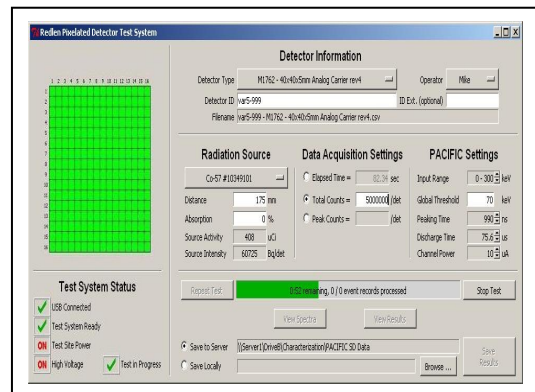 Redlen Pixelated Detector Test System
Detector Information
Detector Type M1762 - 40x40x5mm Analog Carrier rev4 Operator Mike
Detector ID var5-999 ID Ext. (optional)
Filename var5-999 - M1762 - 40x40x5mm Analog Carrier rev4.csv
1 2 3 4 5 6 7 8 9 10 11 12 13 14 15 16
1
2
3
4
5
6
7
8
9
10
11
12
13
14
15
16
Radiation Source
Co-57 #10349101
Distance 175 mm
Absorption 0 %
Source Activity 408 uCi
Source Intensity 60725 Bq/det
Data Acquisition Settings
Elapsed Time = 82.34 sec
Total Counts = 5000000 /det
Peak Counts = /det
PACIFIC Settings
Input Range 0 - 300 keV
Global Threshold 70 keV
Peaking Time 990 ns
Discharge Time 75.6 us
Channel Power 10 uA
Test System Status
USB Connected
Test System Ready
ON Test Site Power
ON High Voltage Test in Progress
Repeat Test 0:52 remaining, 0 / 0 event records processed Stop Test
View Spectra View Results
Save to Server \\Server1\DriveB\Characterization\PACIFIC SD Data
Save Locally Browse ... Save Results